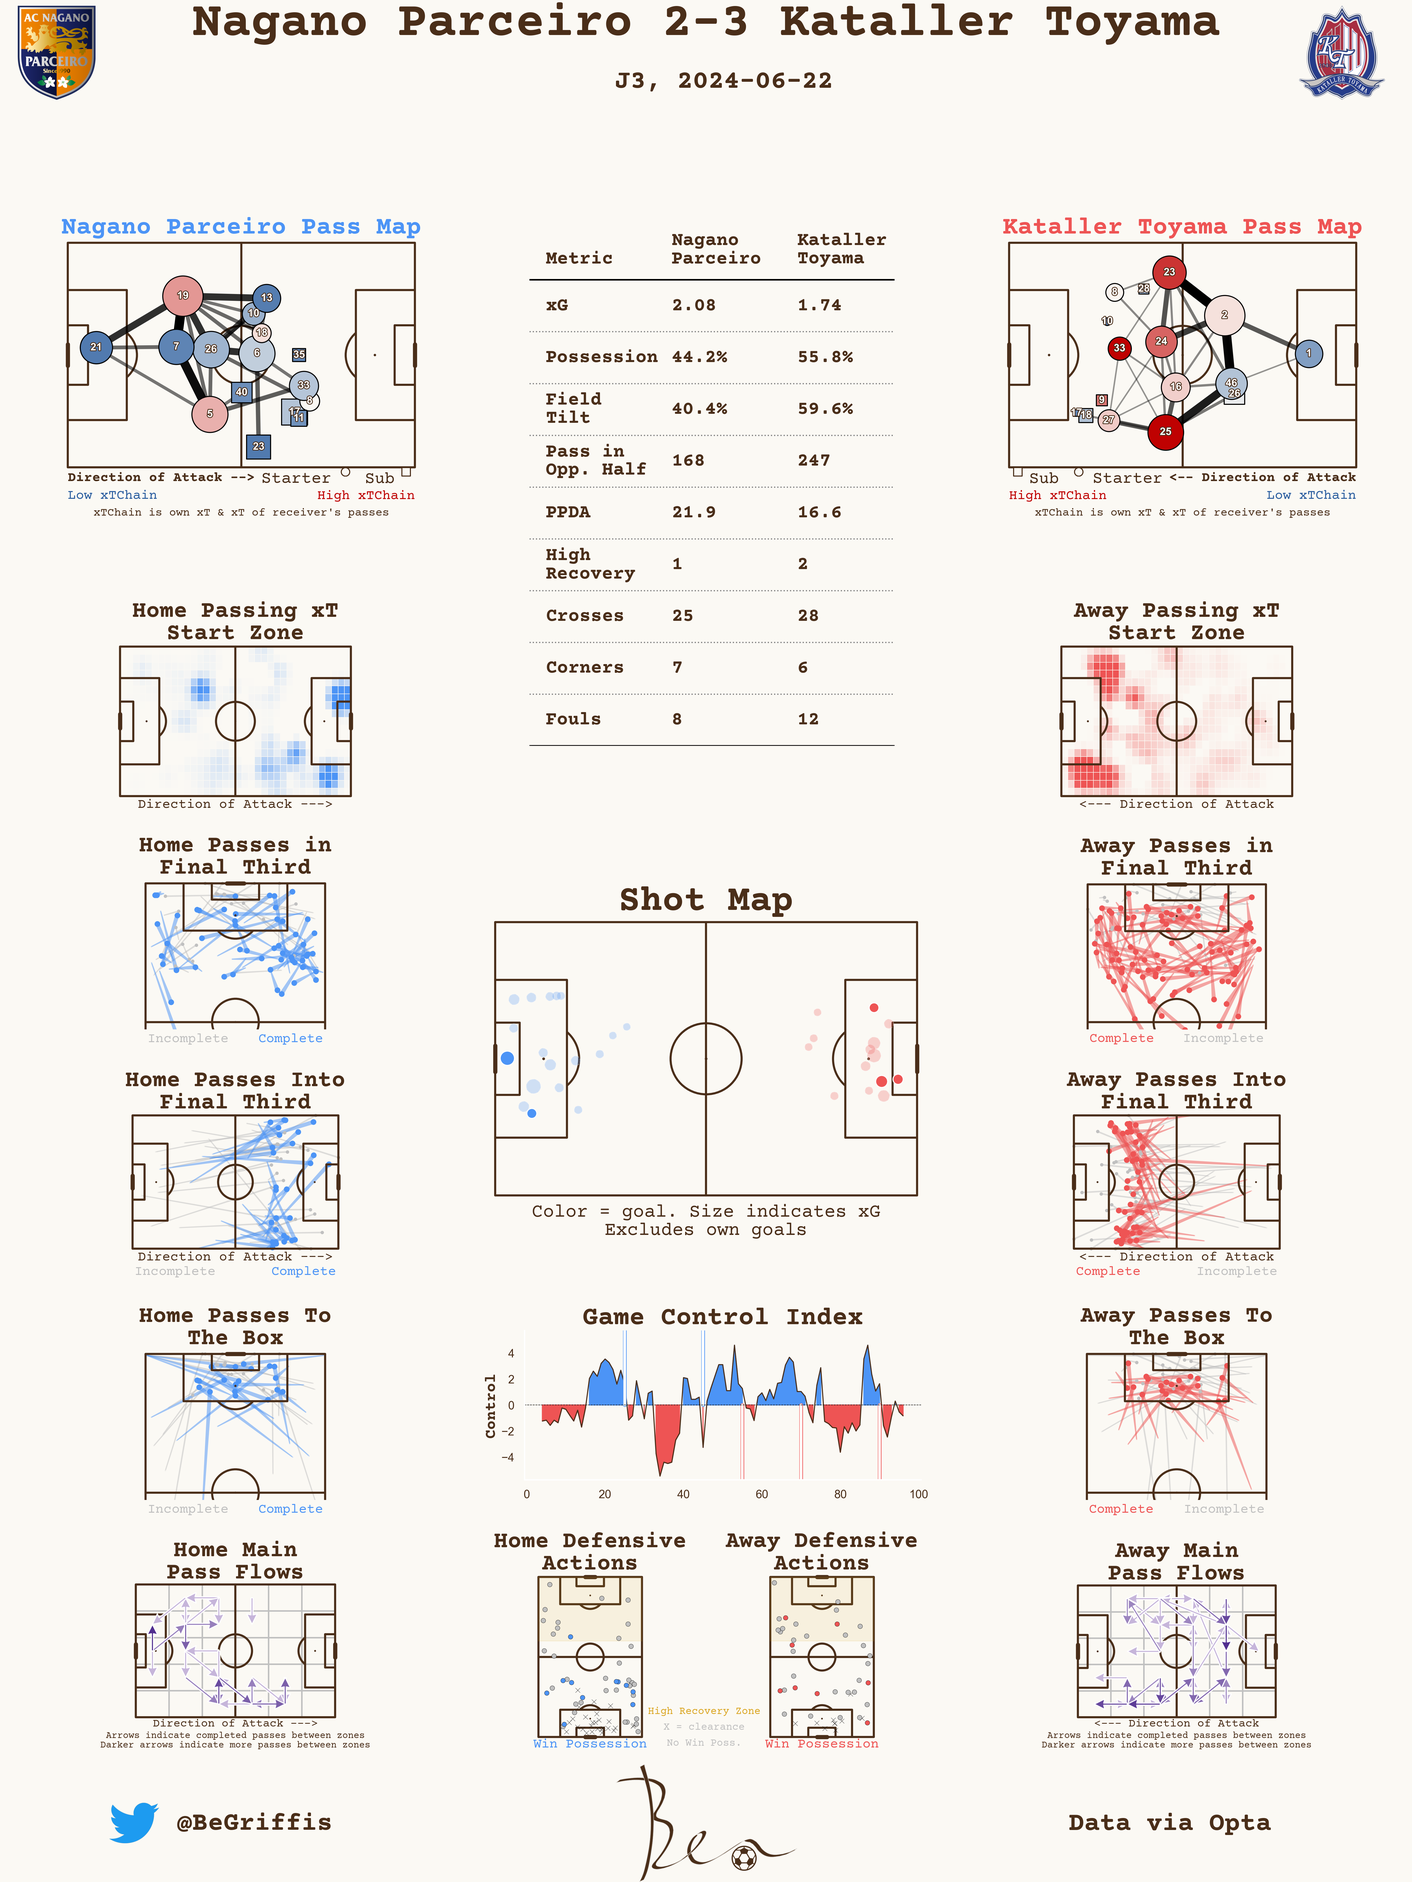 Nagano Parceiro 2-3 Kataller Toyama
J3, 2024-06-22
AC NAGANO
PARCEIRO
KT
KATALLER TOYAMA
Nagano Parceiro Pass Map
19
13
10
18
21
7
26
6
35
40
33
8
17
11
5
23
Direction of Attack --> Starter Sub
Low xTChain High xTChain
xTChain is own xT & xT of receiver's passes
Metric Nagano Parceiro Kataller Toyama
xG 2.08 1.74
Possession 44.2% 55.8%
Field Tilt 40.4% 59.6%
Pass in Opp. Half 168 247
PPDA 21.9 16.6
High Recovery 1 2
Crosses 25 28
Corners 7 6
Fouls 8 12
Kataller Toyama Pass Map
23
8
28
10
2
24
33
1
16
46
26
9
17
18
27
25
Sub Starter <-- Direction of Attack
High xTChain Low xTChain
xTChain is own xT & xT of receiver's passes
Home Passing xT
Start Zone
Direction of Attack --->
Away Passing xT
Start Zone
<--- Direction of Attack
Home Passes in
Final Third
Incomplete Complete
Away Passes in
Final Third
Complete Incomplete
Shot Map
Color = goal. Size indicates xG
Excludes own goals
Home Passes Into
Final Third
Direction of Attack --->
Incomplete Complete
Away Passes Into
Final Third
<--- Direction of Attack
Complete Incomplete
Home Passes To
The Box
Incomplete Complete
Game Control Index
Control
4
2
0
−2
−4
0 20 40 60 80 100
Away Passes To
The Box
Complete Incomplete
Home Main
Pass Flows
Direction of Attack --->
Arrows indicate completed passes between zones
Darker arrows indicate more passes between zones
Home Defensive
Actions
Win Possession
High Recovery Zone
X = clearance
No Win Poss.
Away Defensive
Actions
Win Possession
Away Main
Pass Flows
<--- Direction of Attack
Arrows indicate completed passes between zones
Darker arrows indicate more passes between zones
@BeGriffis
Ben
Data via Opta